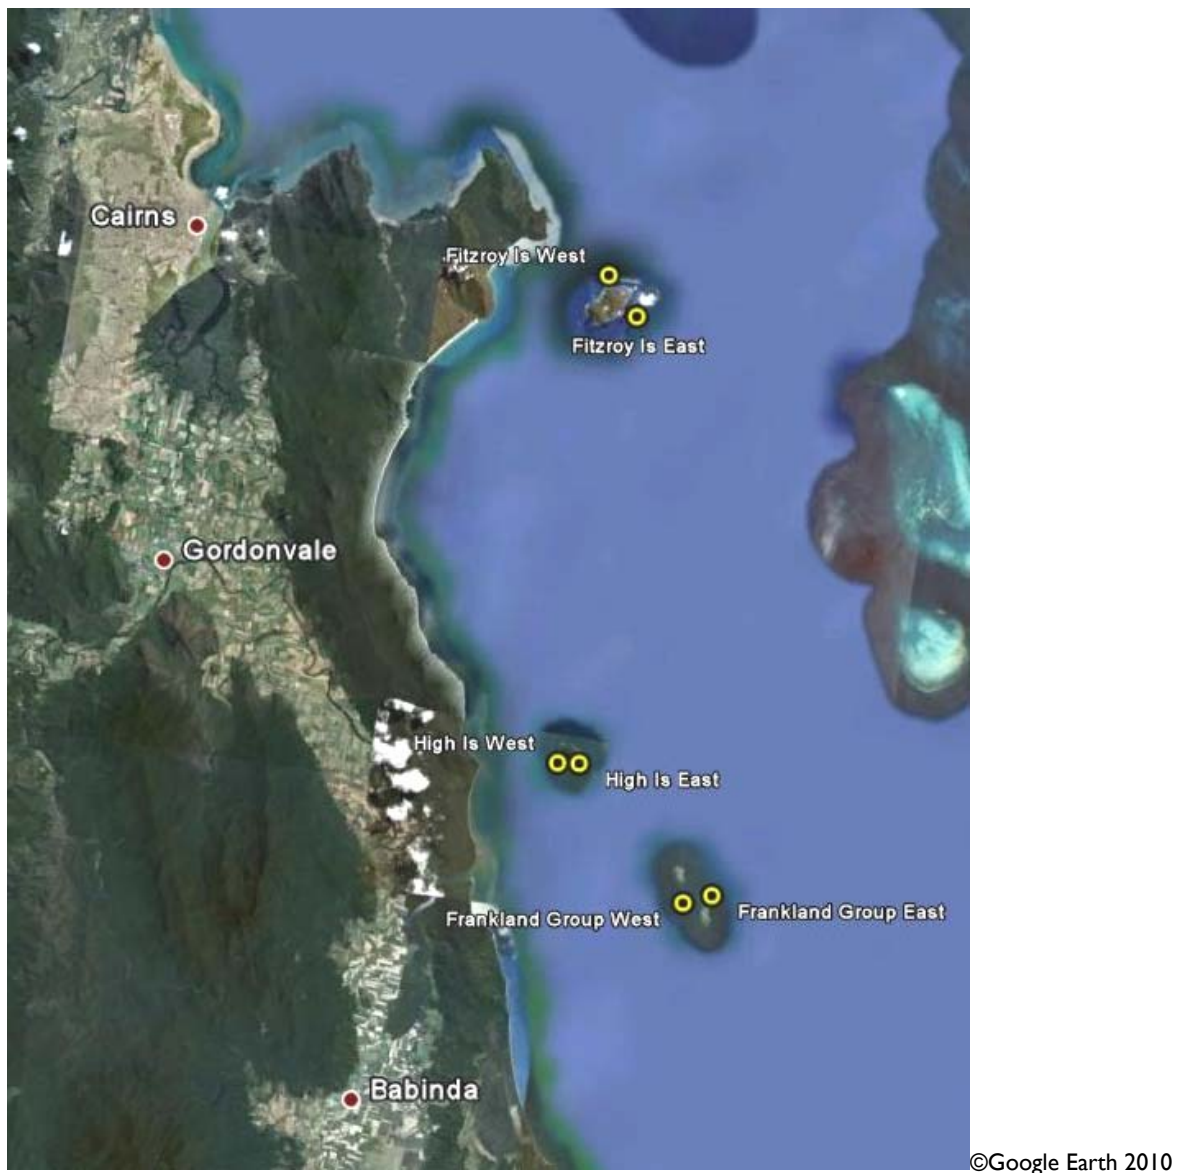 Cairns
Fitzroy Is West
Fitzroy Is East
Gordonvale
High Is West
High Is East
Frankland Group West
Frankland Group East
Babinda
©Google Earth 2010